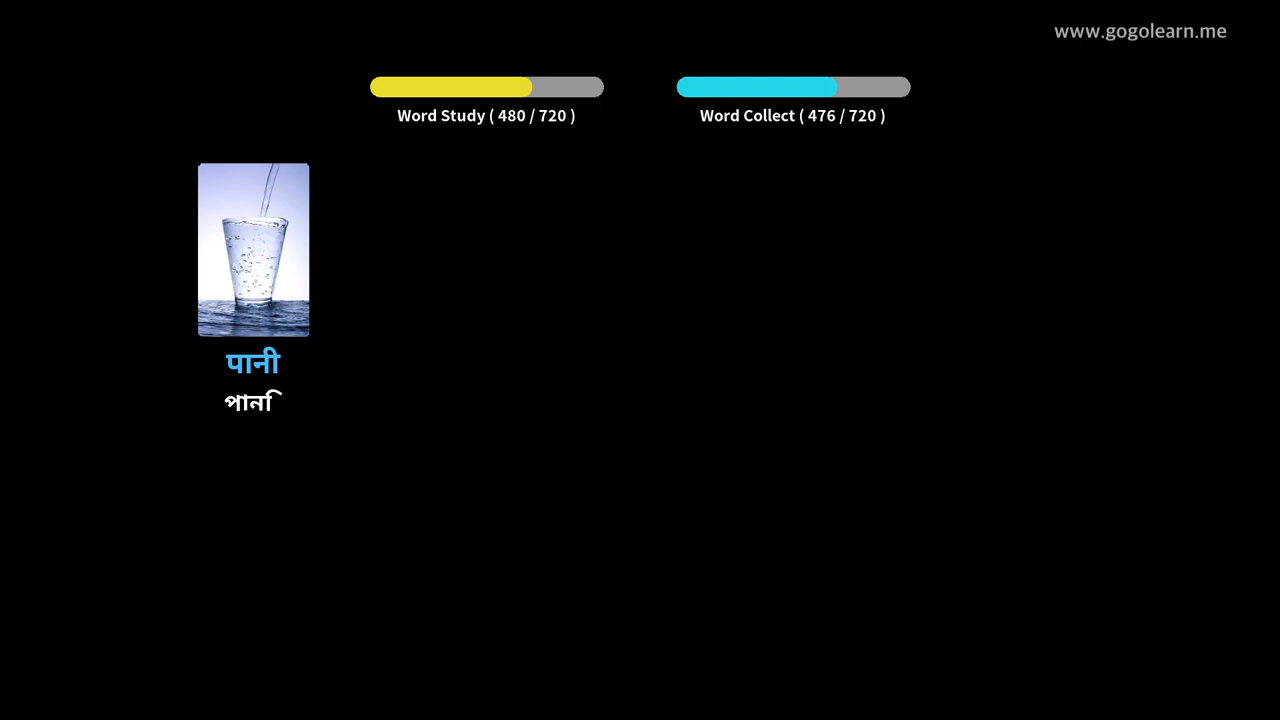 www.gogolearn.me
Word Study ( 480 / 720 )
Word Collect ( 476 / 720 )
पानी
পানি